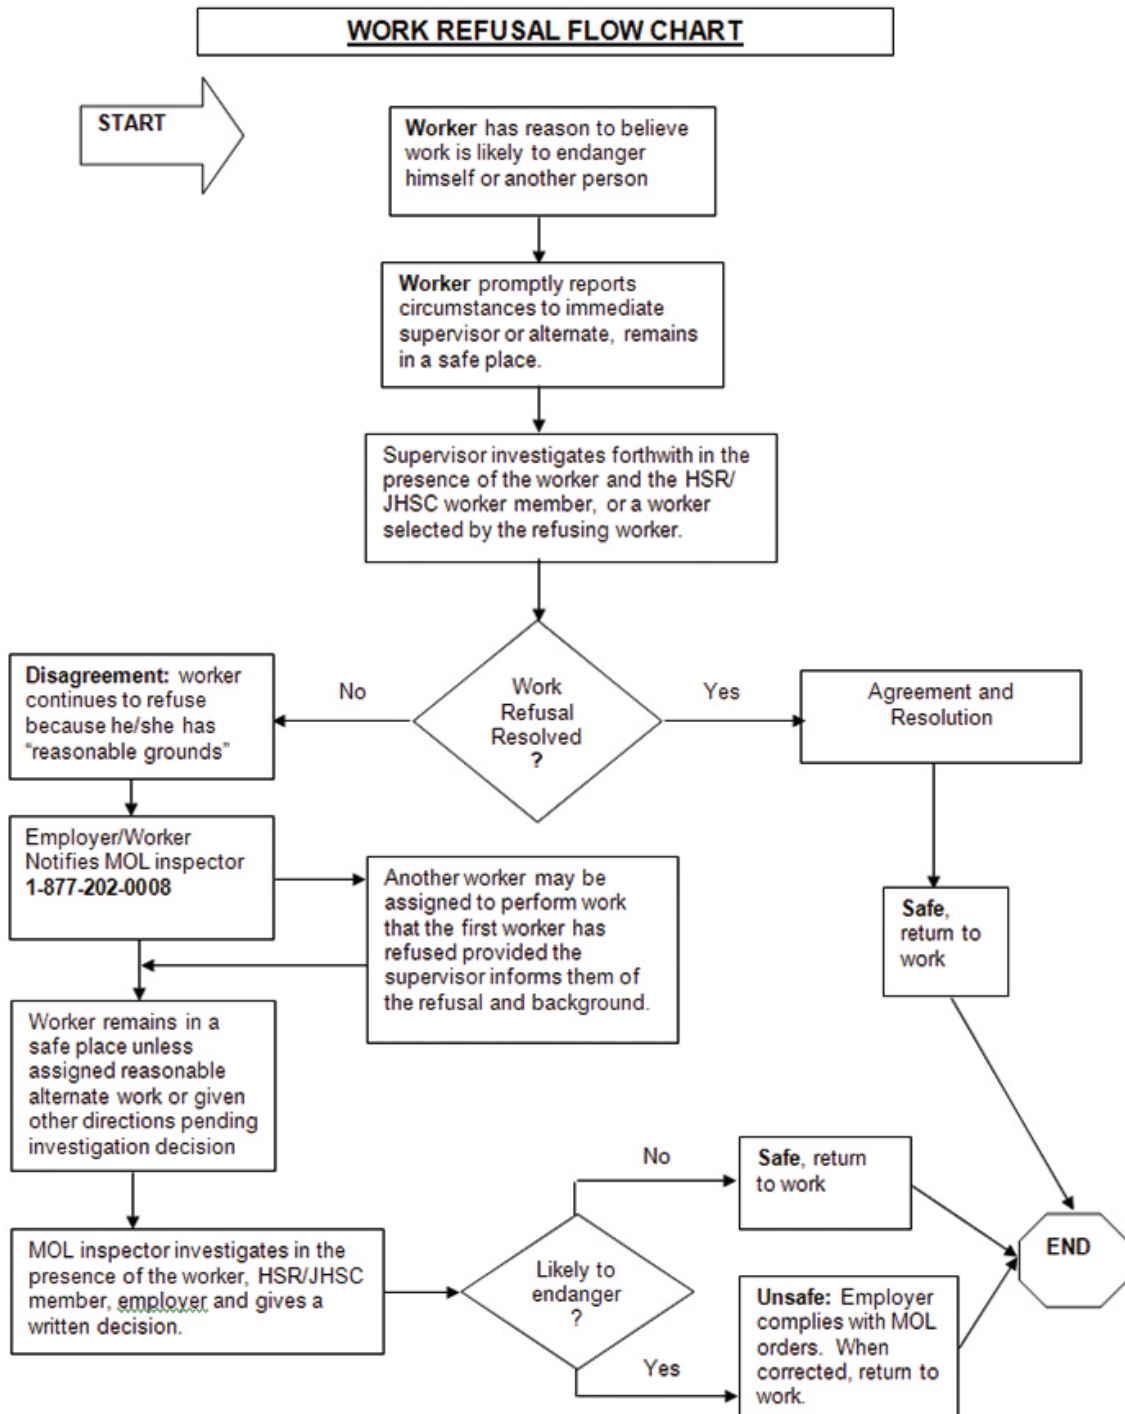 WORK REFUSAL FLOW CHART
START
Worker has reason to believe
work is likely to endanger
himself or another person
Worker promptly reports
circumstances to immediate
supervisor or alternate, remains
in a safe place.
Supervisor investigates forthwith in the
presence of the worker and the HSR/
JHSC worker member, or a worker
selected by the refusing worker.
Work
Refusal
Resolved
?
No
Yes
Disagreement: worker
continues to refuse
because he/she has
“reasonable grounds”
Agreement and
Resolution
Employer/Worker
Notifies MOL inspector
1-877-202-0008
Another worker may be
assigned to perform work
that the first worker has
refused provided the
supervisor informs them of
the refusal and background.
Safe,
return to
work
Worker remains in a
safe place unless
assigned reasonable
alternate work or given
other directions pending
investigation decision
MOL inspector investigates in the
presence of the worker, HSR/JHSC
member, employer and gives a
written decision.
Likely to
endanger
?
No
Safe, return
to work
Yes
Unsafe: Employer
complies with MOL
orders. When
corrected, return to
work.
END